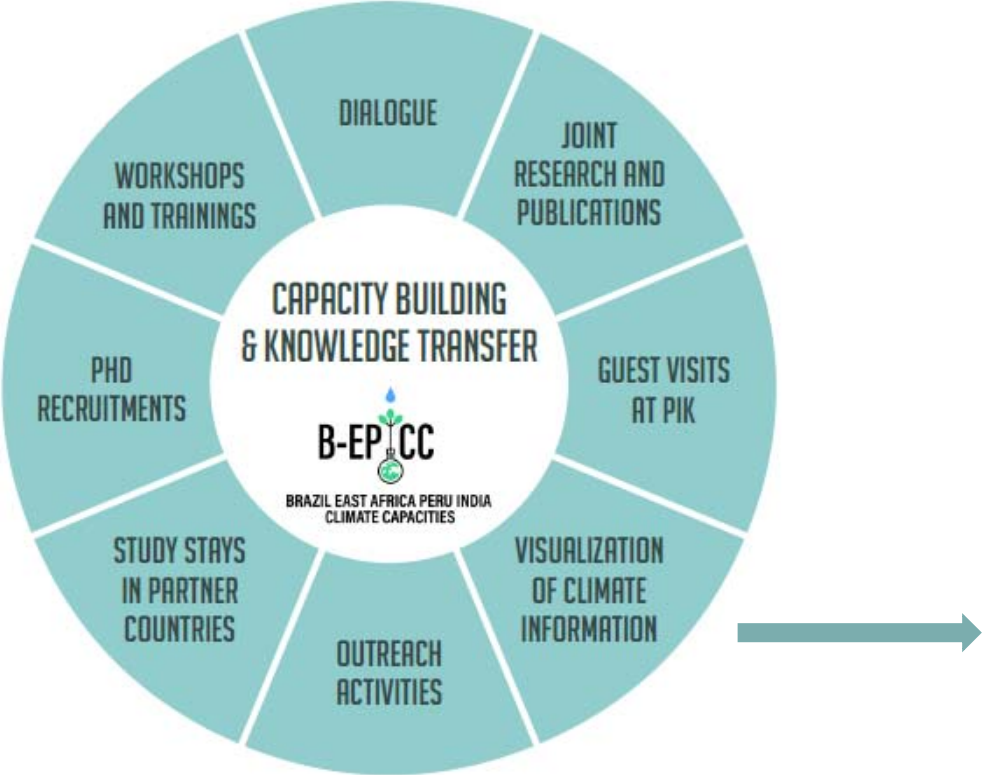 CAPACITY BUILDING
& KNOWLEDGE TRANSFER
B-EPICC
BRAZIL EAST AFRICA PERU INDIA
CLIMATE CAPACITIES
DIALOGUE
JOINT
RESEARCH AND
PUBLICATIONS
GUEST VISITS
AT PIK
VISUALIZATION
OF CLIMATE
INFORMATION
OUTREACH
ACTIVITIES
STUDY STAYS
IN PARTNER
COUNTRIES
PHD
RECRUITMENTS
WORKSHOPS
AND TRAININGS